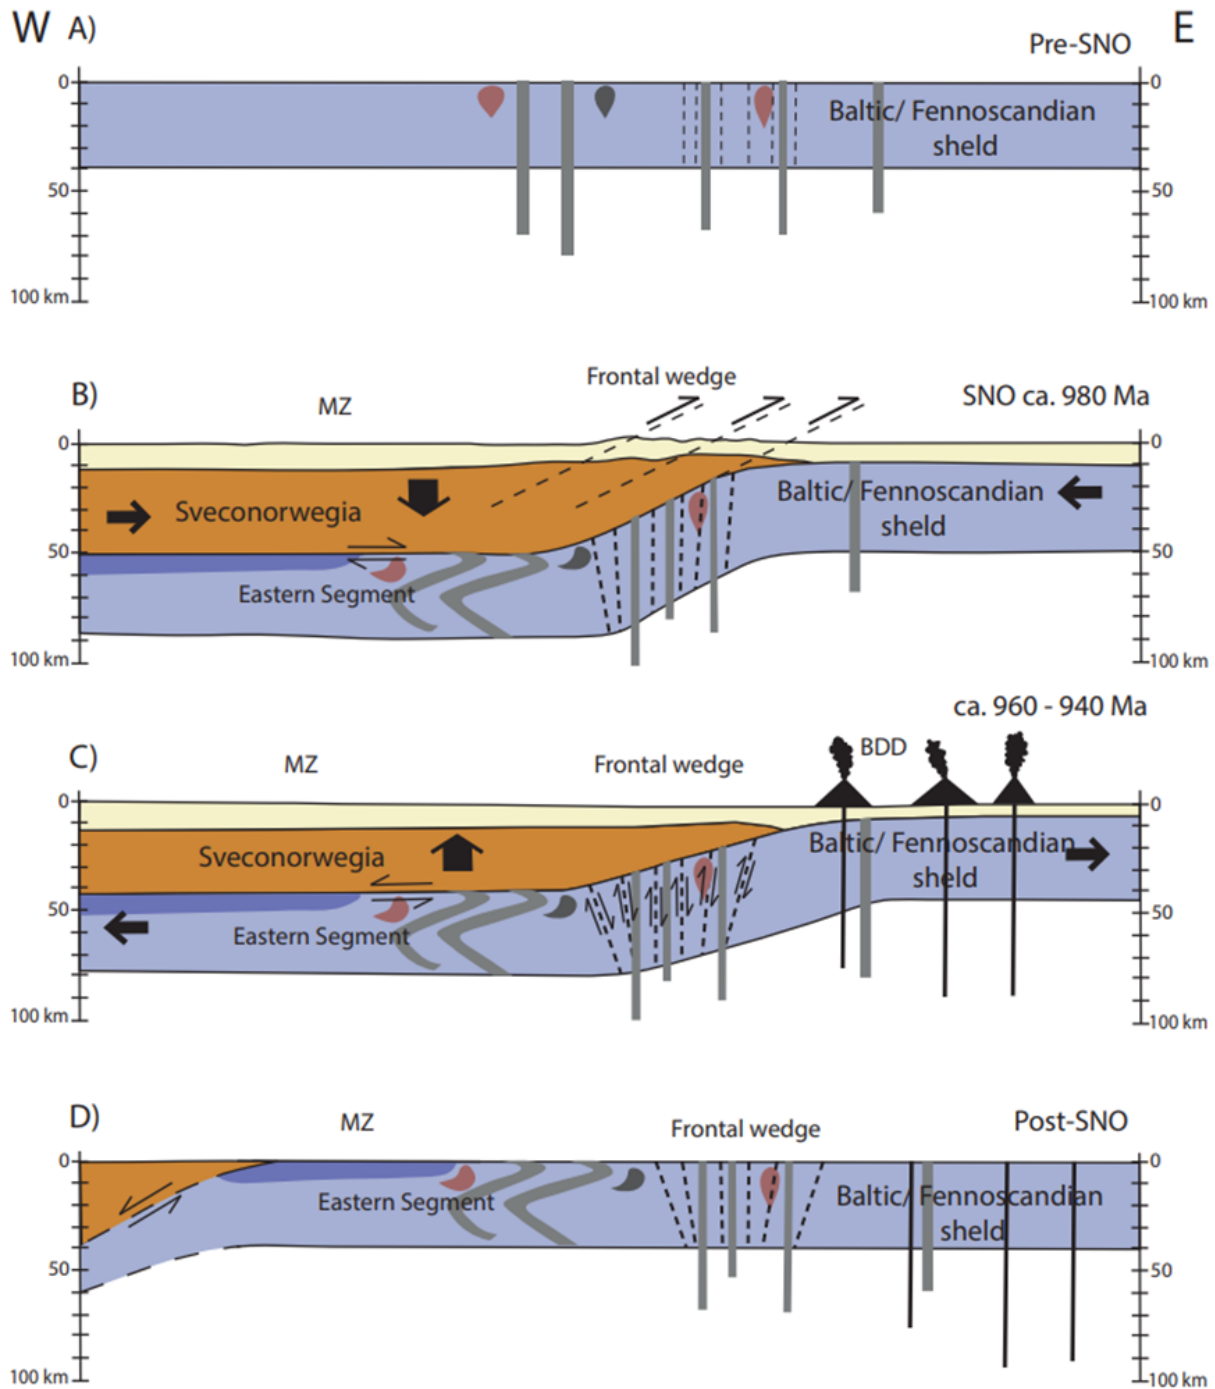 W A) E
Pre-SNO
0 0
Baltic/ Fennoscandian
sheld
50 50
100 km 100 km
Frontal wedge
B) MZ SNO ca. 980 Ma
0 0
Baltic/ Fennoscandian
Sveconorwegia sheld
50 50
Eastern Segment
100 km 100 km
ca. 960 - 940 Ma
C) MZ Frontal wedge BDD
0 0
Baltic/ Fennoscandian
Sveconorwegia sheld
50 50
Eastern Segment
100 km 100 km
D) MZ Frontal wedge Post-SNO
0 0
Eastern Segment Baltic/ Fennoscandian
sheld
50 50
100 km 100 km